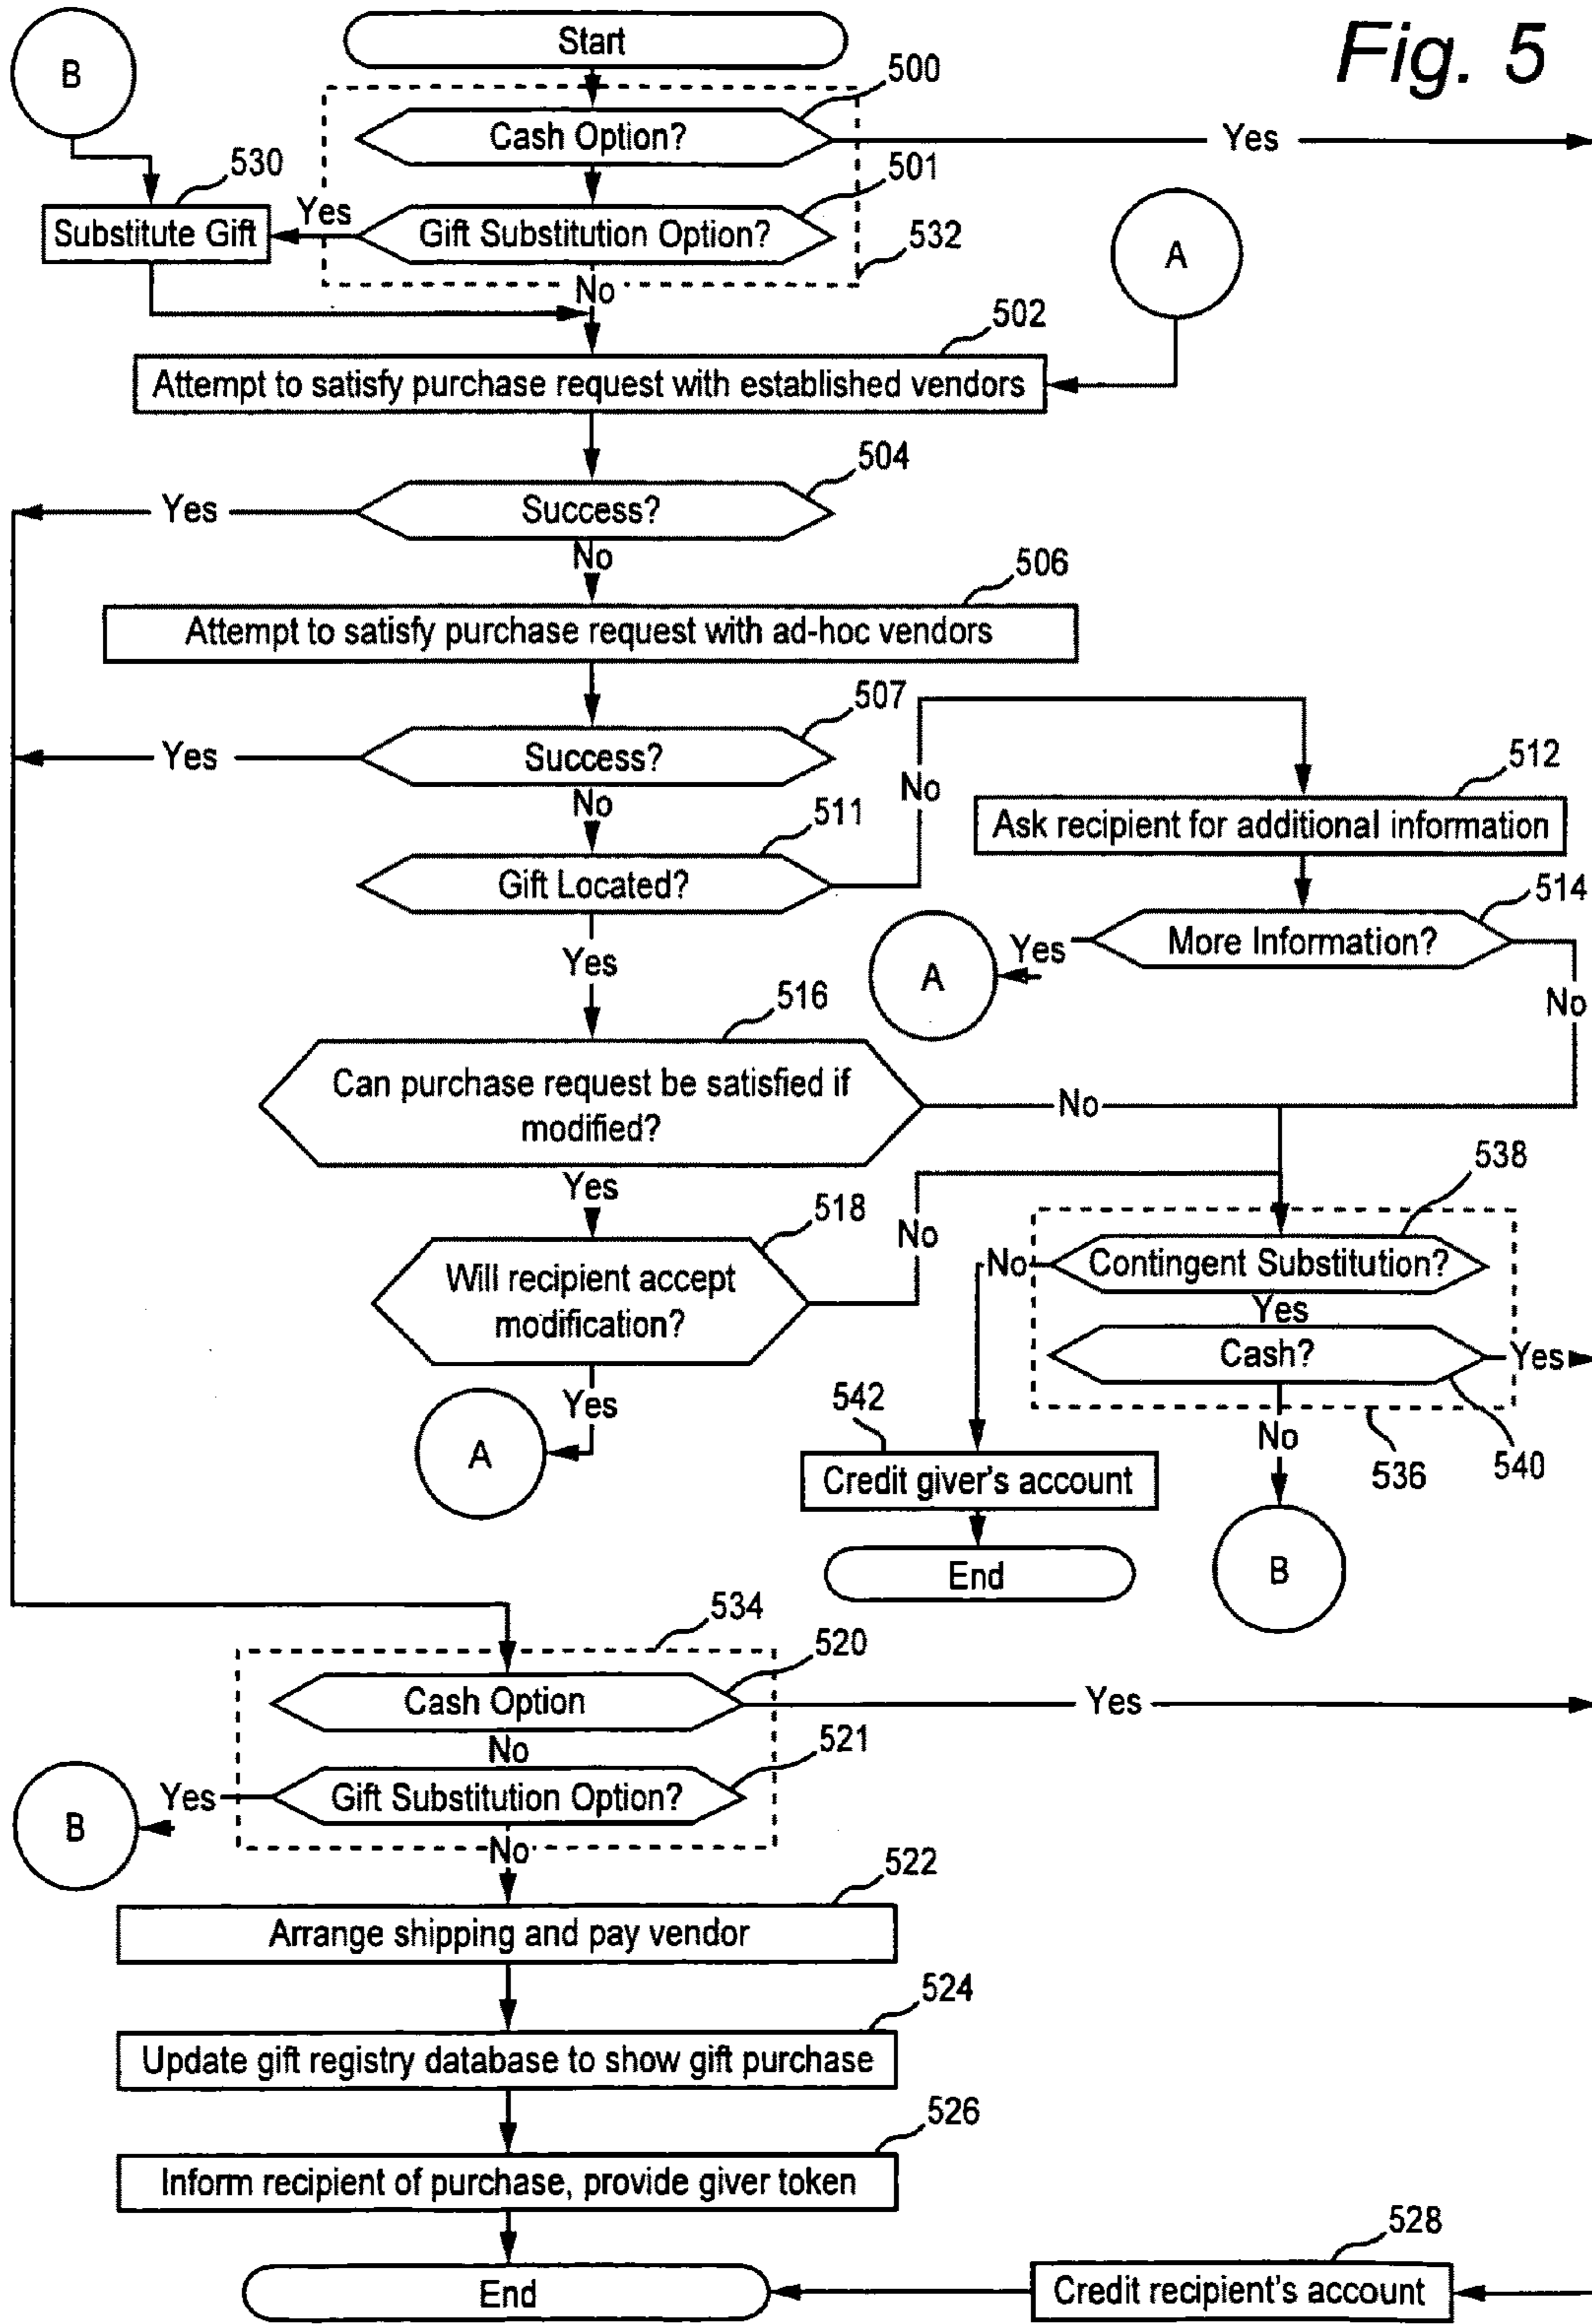 Fig. 5
B
Start
500
Cash Option?
Yes
530
501
Substitute Gift
Yes
Gift Substitution Option?
532
A
No
502
Attempt to satisfy purchase request with established vendors
504
Yes
Success?
No
506
Attempt to satisfy purchase request with ad-hoc vendors
507
Yes
Success?
No
No
512
511
Ask recipient for additional information
Gift Located?
514
Yes
A
Yes
More Information?
No
516
Can purchase request be satisfied if
modified?
No
Yes
538
518
No
No
Contingent Substitution?
Will recipient accept
modification?
Yes
Cash?
Yes
Yes
A
542
No
536
540
Credit giver's account
End
B
534
520
Cash Option
Yes
No
521
B
Yes
Gift Substitution Option?
No
522
Arrange shipping and pay vendor
524
Update gift registry database to show gift purchase
526
Inform recipient of purchase, provide giver token
528
End
Credit recipient's account